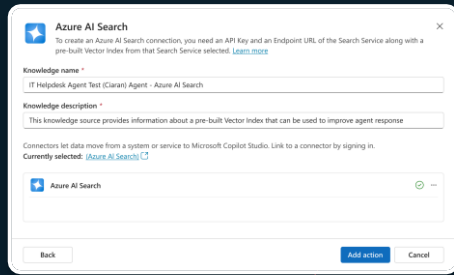 Azure AI Search
To create an Azure AI Search connection, you need an API Key and an Endpoint URL of the Search Service along with a
pre-built Vector Index from that Search Service selected. Learn more
Knowledge name *
IT Helpdesk Agent Test (Ciaran) Agent - Azure AI Search
Knowledge description *
This knowledge source provides information about a pre-built Vector Index that can be used to improve agent response
Connectors let data move from a system or service to Microsoft Copilot Studio. Link to a connector by signing in.
Currently selected: (Azure AI Search)
Azure AI Search
Back
Add action
Cancel